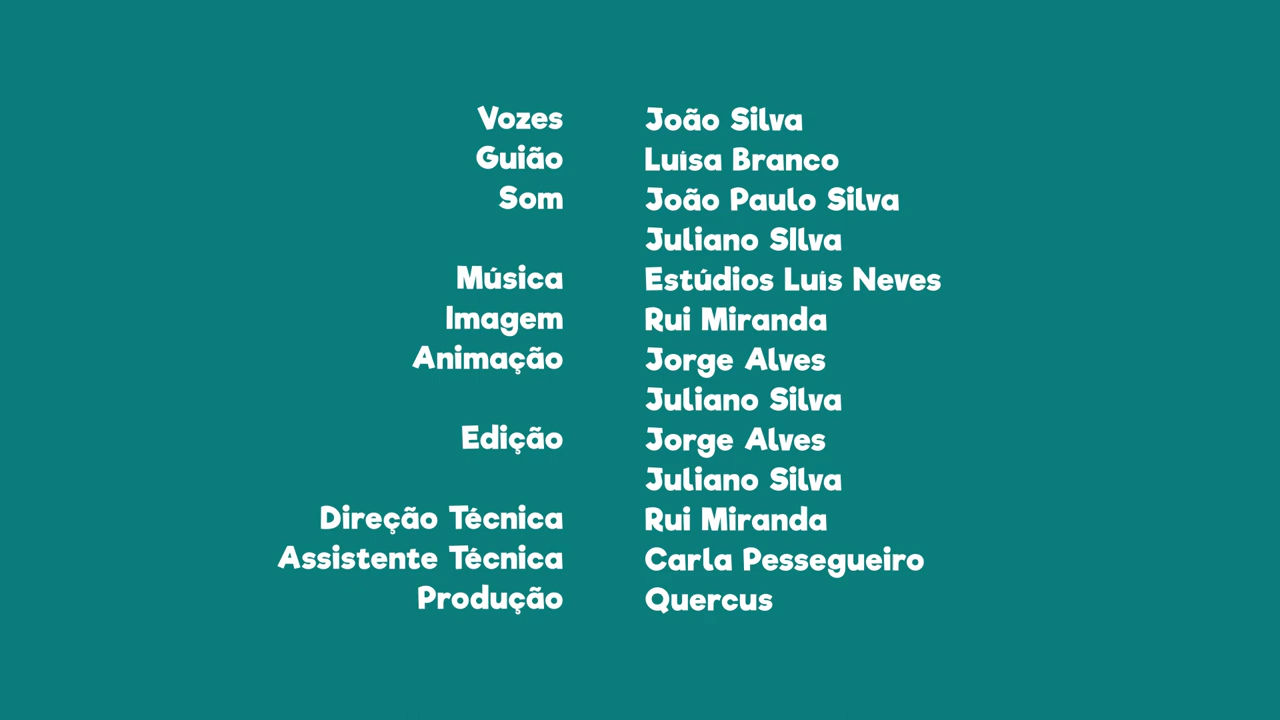 Vozes João Silva
Guião Luísa Branco
Som João Paulo Silva
Juliano SIlva
Música Estúdios Luís Neves
Imagem Rui Miranda
Animação Jorge Alves
Juliano Silva
Edição Jorge Alves
Juliano Silva
Direção Técnica Rui Miranda
Assistente Técnica Carla Pessegueiro
Produção Quercus